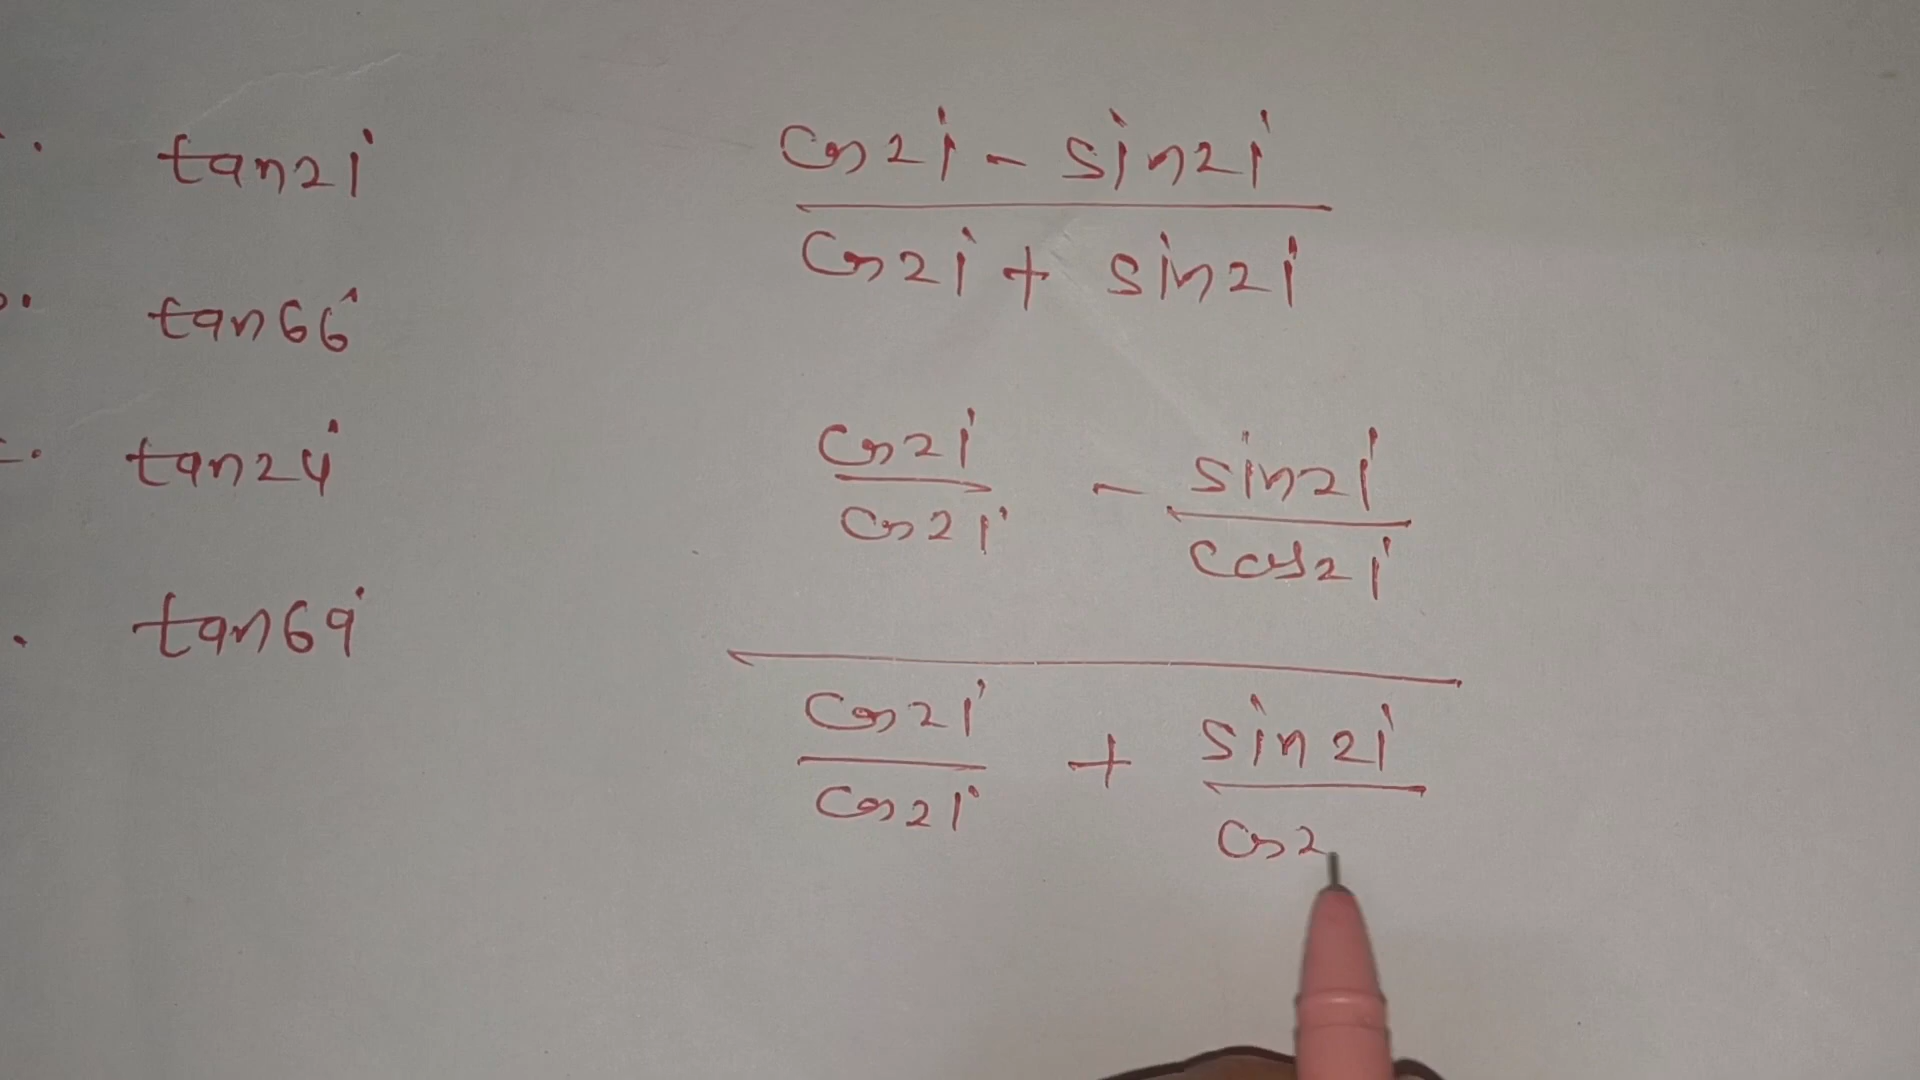 tan21°
tan66°
tan24°
tan69°
cos21° - sin21°
cos21° + sin21°
cos21° - sin21°
cos21° cos21°
cos21° + sin21°
cos21° cos2